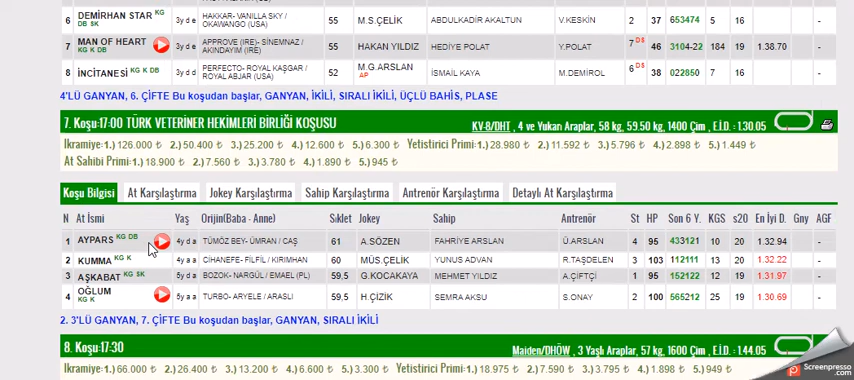 6 DEMİRHAN STAR KG DB SK 3y d e HAKKAR- VANILLA SKY / OKAWANGO (USA) 55 M.S.ÇELİK ABDULKADİR AKALTUN V.KESKİN 2 37 653474 5 16 -
7 MAN OF HEART KG K DB 3y d e APPROVE (IRE)- SİNEMNAZ / AKINDAYIM (IRE) 55 HAKAN YILDIZ HEDİYE POLAT Y.POLAT 7 DS 46 3104-22 184 19 1.38.70 -
8 İNCİTANESİ KG K DB 3y d d PERFECTO- ROYAL KAŞGAR / ROYAL ABJAR (USA) 52 M.G.ARSLAN AP İSMAİL KAYA M.DEMİROL 6 DS 38 022850 7 16 -
4'LÜ GANYAN, 6. ÇİFTE Bu koşudan başlar, GANYAN, İKİLİ, SIRALI İKİLİ, ÜÇLÜ BAHİS, PLASE
7. Koşu:17:00 TÜRK VETERİNER HEKİMLERİ BİRLİĞİ KOŞUSU KV-8/DHT , 4 ve Yukarı Araplar, 58 kg, 59.50 kg, 1400 Çim , E.İ.D. : 1.30.05
Ikramiye: 1.) 126.000 ₺ 2.) 50.400 ₺ 3.) 25.200 ₺ 4.) 12.600 ₺ 5.) 6.300 ₺ Yetistirici Primi: 1.) 28.980 ₺ 2.) 11.592 ₺ 3.) 5.796 ₺ 4.) 2.898 ₺ 5.) 1.449 ₺
At Sahibi Primi: 1.) 18.900 ₺ 2.) 7.560 ₺ 3.) 3.780 ₺ 4.) 1.890 ₺ 5.) 945 ₺
Koşu Bilgisi At Karşılaştırma Jokey Karşılaştırma Sahip Karşılaştırma Antrenör Karşılaştırma Detaylı At Karşılaştırma
N At İsmi Yaş Orijin(Baba - Anne) Sıklet Jokey Sahip Antrenör St HP Son 6 Y. KGS s20 En İyi D. Gny AGF
1 AYPARS KG DB 4y d a TÜMÖZ BEY- ÜMRAN / CAŞ 61 A.SÖZEN FAHRİYE ARSLAN Ü.ARSLAN 4 95 433121 10 20 1.32.94 -
2 KUMMA KG K 4y a a CİHANEFE- FİLFİL / KIRIMHAN 60 MÜS.ÇELİK YUNUS ADVAN R.TAŞDELEN 3 103 112111 13 20 1.32.22 -
3 AŞKABAT KG SK 5y d a BOZOK- NARGÜL / EMAEL (PL) 59,5 G.KOCAKAYA MEHMET YILDIZ A.ÇİFTÇİ 1 95 152122 12 19 1.31.97 -
4 OĞLUM KG K 5y a a TURBO- ARYELE / ARASLI 59,5 H.ÇİZİK SEMRA AKSU S.ONAY 2 100 565212 25 19 1.30.69 -
2. 3'LÜ GANYAN, 7. ÇİFTE Bu koşudan başlar, GANYAN, SIRALI İKİLİ
8. Koşu:17:30 Maiden/DHÖW , 3 Yaşlı Araplar, 57 kg, 1600 Çim , E.İ.D. : 1.44.05
Ikramiye: 1.) 66.000 ₺ 2.) 26.400 ₺ 3.) 13.200 ₺ 4.) 6.600 ₺ 5.) 3.300 ₺ Yetistirici Primi: 1.) 18.975 ₺ 2.) 7.590 ₺ 3.) 3.795 ₺ 4.) 1.898 ₺ 5.) 949 ₺
Screenpresso.com